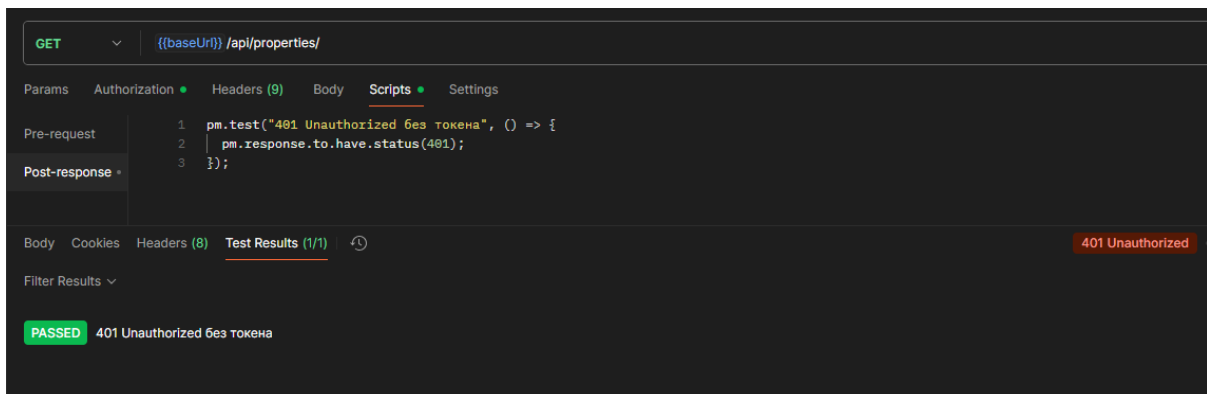 GET {{baseUrl}} /api/properties/
Params Authorization Headers (9) Body Scripts Settings
Pre-request
Post-response
1 pm.test("401 Unauthorized без токена", () => {
2 pm.response.to.have.status(401);
3 });
Body Cookies Headers (8) Test Results (1/1) 401 Unauthorized
Filter Results
PASSED 401 Unauthorized без токена